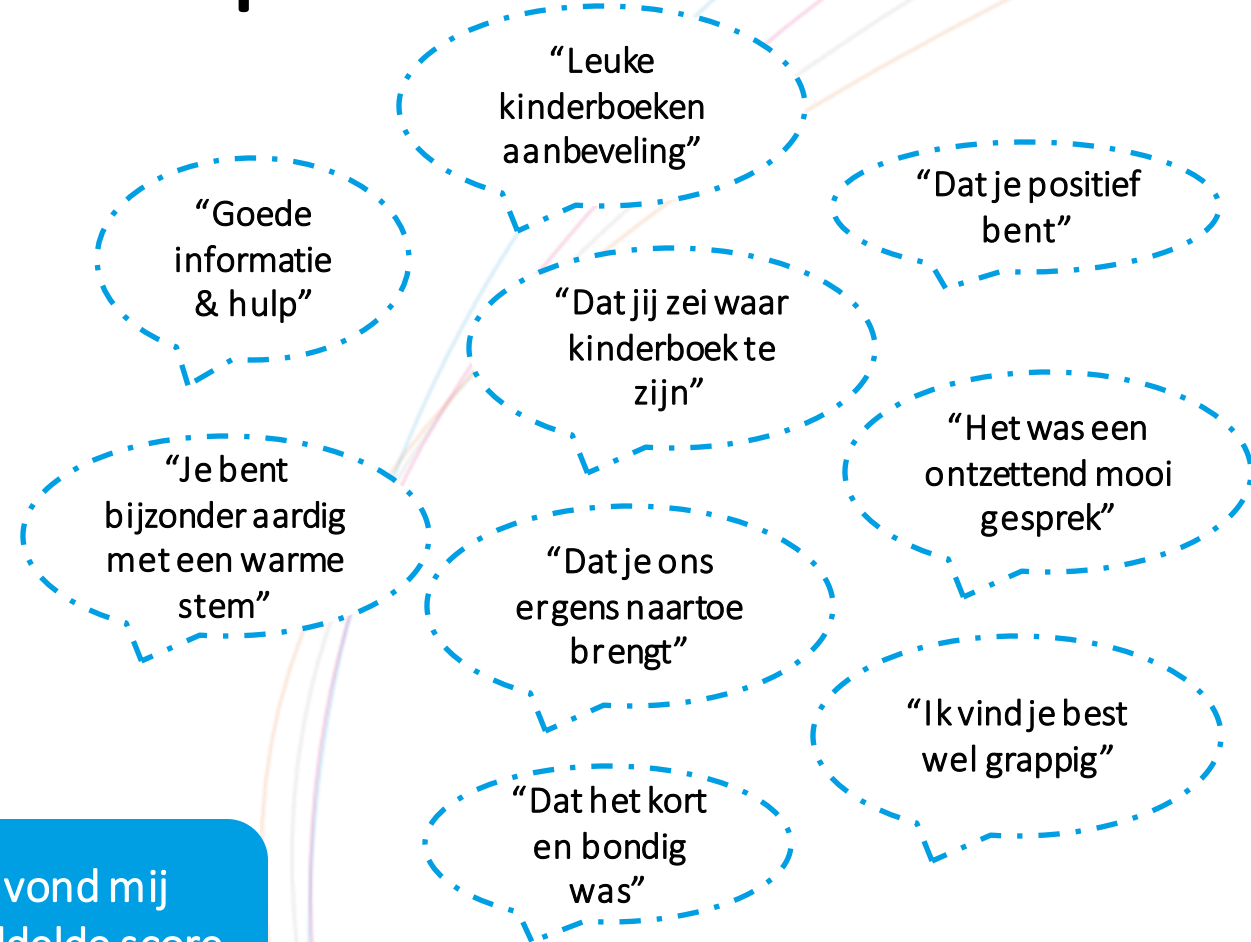 “Leuke
kinderboeken
aanbeveling”
“Goede
informatie
& hulp”
“Dat je positief
bent”
“Dat jij zei waar
kinderboek te
zijn”
“Je bent
bijzonder aardig
met een warme
stem”
“Het was een
ontzettend mooi
gesprek”
“Dat je ons
ergens naartoe
brengt”
“Ik vind je best
wel grappig”
“Dat het kort
en bondig
was”
vond mij
score